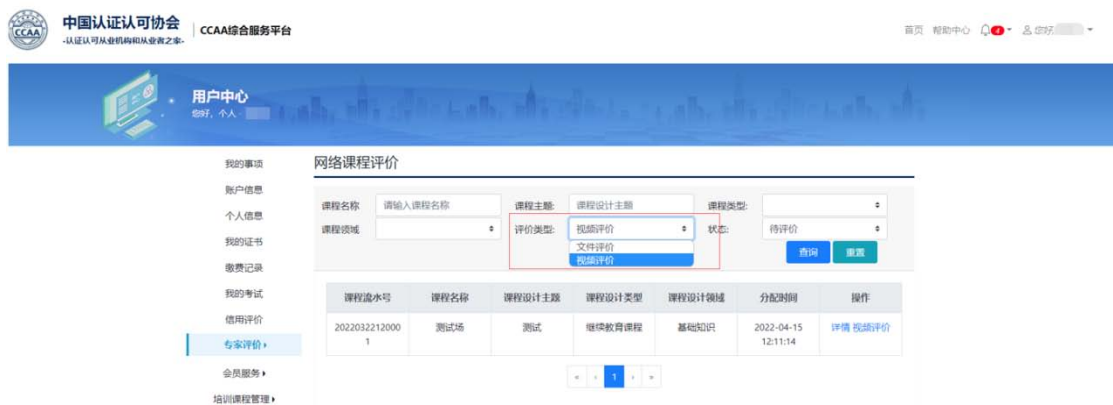 中国认证认可协会
-认证认可从业机构和从业者之家-
CCAA
CCAA综合服务平台
首页 帮助中心 4 您好,
用户中心
您好, 个人
我的事项
账户信息
个人信息
我的证书
缴费记录
我的考试
信用评价
专家评价
会员服务
培训课程管理
网络课程评价
课程名称 请输入课程名称 课程主题: 课程设计主题 课程类型:
课程领域 评价类型: 视频评价 状态: 待评价
文件评价
视频评价
查询 重置
课程流水号 课程名称 课程设计主题 课程设计类型 课程设计领域 分配时间 操作
2022032212000 测试场 测试 继续教育课程 基础知识 2022-04-15 详情 视频评价
1 12:11:14
« ‹ 1 › »